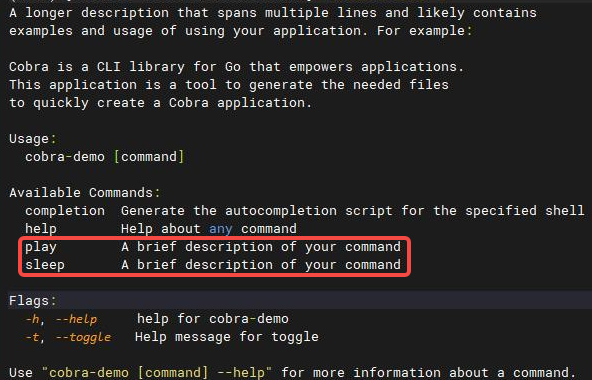 A longer description that spans multiple lines and likely contains
examples and usage of using your application. For example:
Cobra is a CLI library for Go that empowers applications.
This application is a tool to generate the needed files
to quickly create a Cobra application.
Usage:
cobra-demo [command]
Available Commands:
completion Generate the autocompletion script for the specified shell
help Help about any command
play A brief description of your command
sleep A brief description of your command
Flags:
-h, --help help for cobra-demo
-t, --toggle Help message for toggle
Use "cobra-demo [command] --help" for more information about a command.